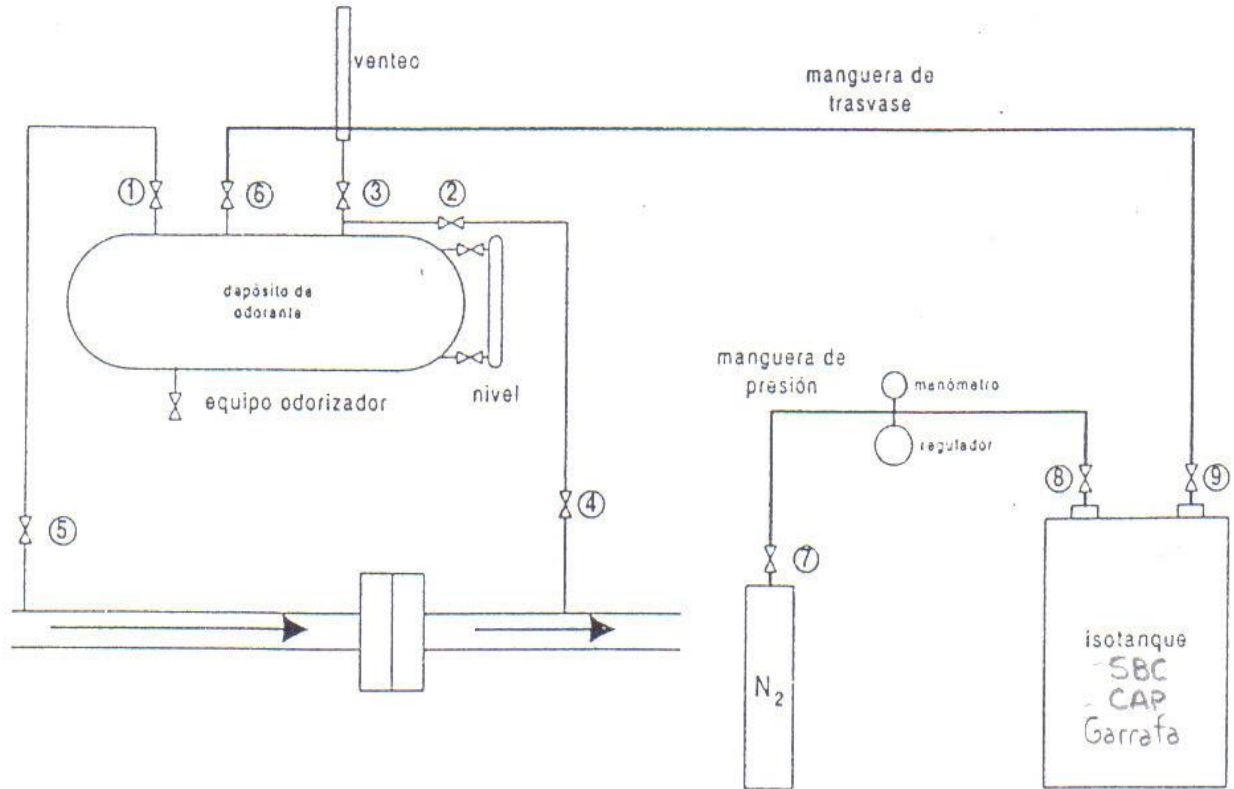 venteo
manguera de
trasvase
1
6
3
2
depósito de
odorante
equipo odorizador
nivel
manguera de
presión
manómetro
regulador
8
9
5
4
7
N₂
isotanque
SBC
CAP
Garrafa